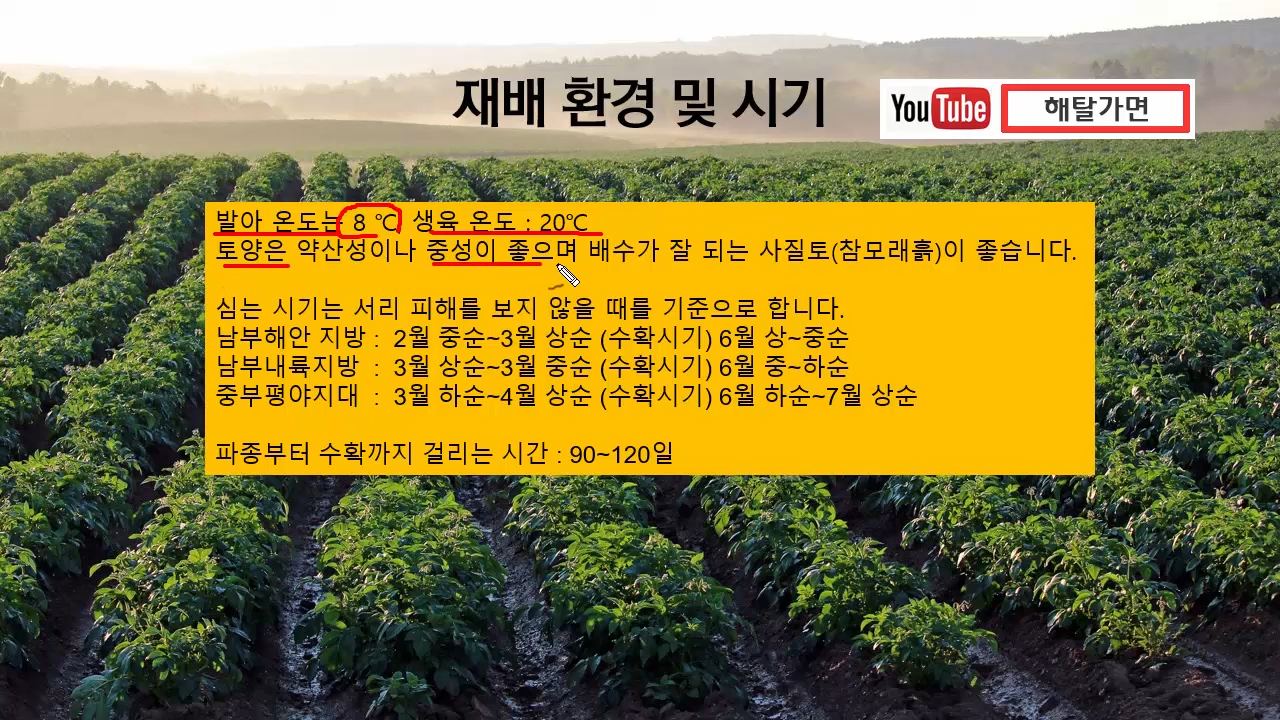 재배 환경 및 시기
YouTube 해탈가면
발아 온도는 8 ℃ 생육 온도 : 20℃
토양은 약산성이나 중성이 좋으며 배수가 잘 되는 사질토(참모래흙)이 좋습니다.
심는 시기는 서리 피해를 보지 않을 때를 기준으로 합니다.
남부해안 지방 : 2월 중순~3월 상순 (수확시기) 6월 상~중순
남부내륙지방 : 3월 상순~3월 중순 (수확시기) 6월 중~하순
중부평야지대 : 3월 하순~4월 상순 (수확시기) 6월 하순~7월 상순
파종부터 수확까지 걸리는 시간 : 90~120일